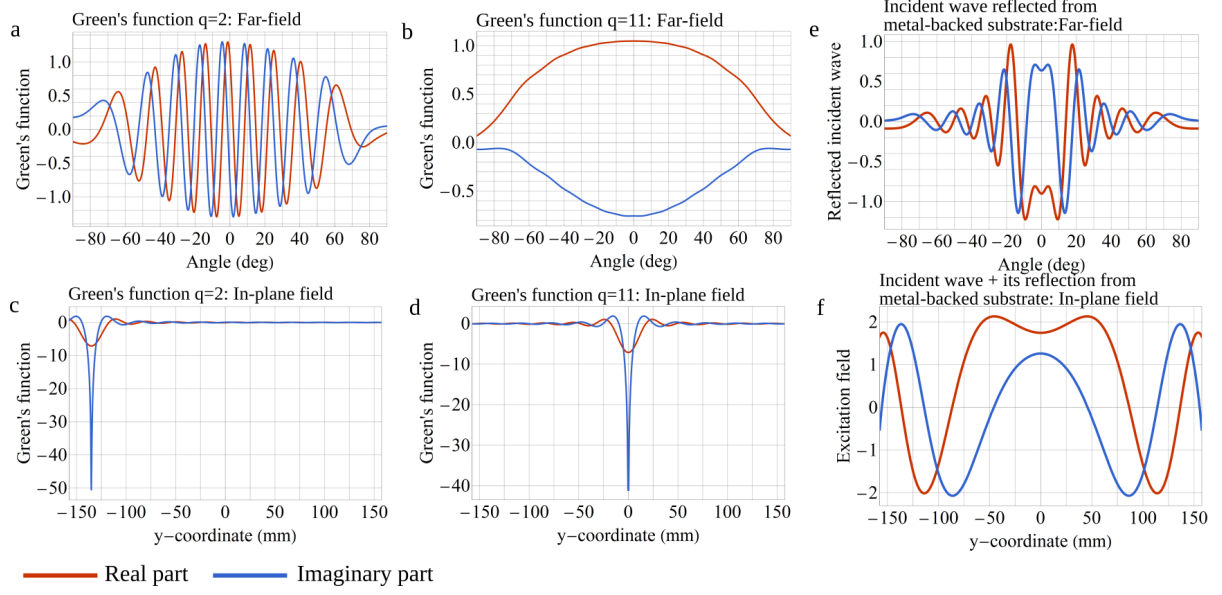 a
Green's function q=2: Far-field
Green's function
1.0
0.5
0.0
−0.5
−1.0
−80 −60 −40 −20 0 20 40 60 80
Angle (deg)
b
Green's function q=11: Far-field
Green's function
1.0
0.5
0.0
−0.5
−80 −60 −40 −20 0 20 40 60 80
Angle (deg)
e
Incident wave reflected from
metal-backed substrate:Far-field
Reflected incident wave
1.0
0.5
0.0
−0.5
−1.0
−80 −60 −40 −20 0 20 40 60 80
Angle (deg)
c
Green's function q=2: In-plane field
Green's function
0
−10
−20
−30
−40
−50
−150 −100 −50 0 50 100 150
y−coordinate (mm)
d
Green's function q=11: In-plane field
Green's function
0
−10
−20
−30
−40
−150 −100 −50 0 50 100 150
y−coordinate (mm)
f
Incident wave + its reflection from
metal-backed substrate: In-plane field
Excitation field
2
1
0
−1
−2
−150 −100 −50 0 50 100 150
y−coordinate (mm)
Real part
Imaginary part